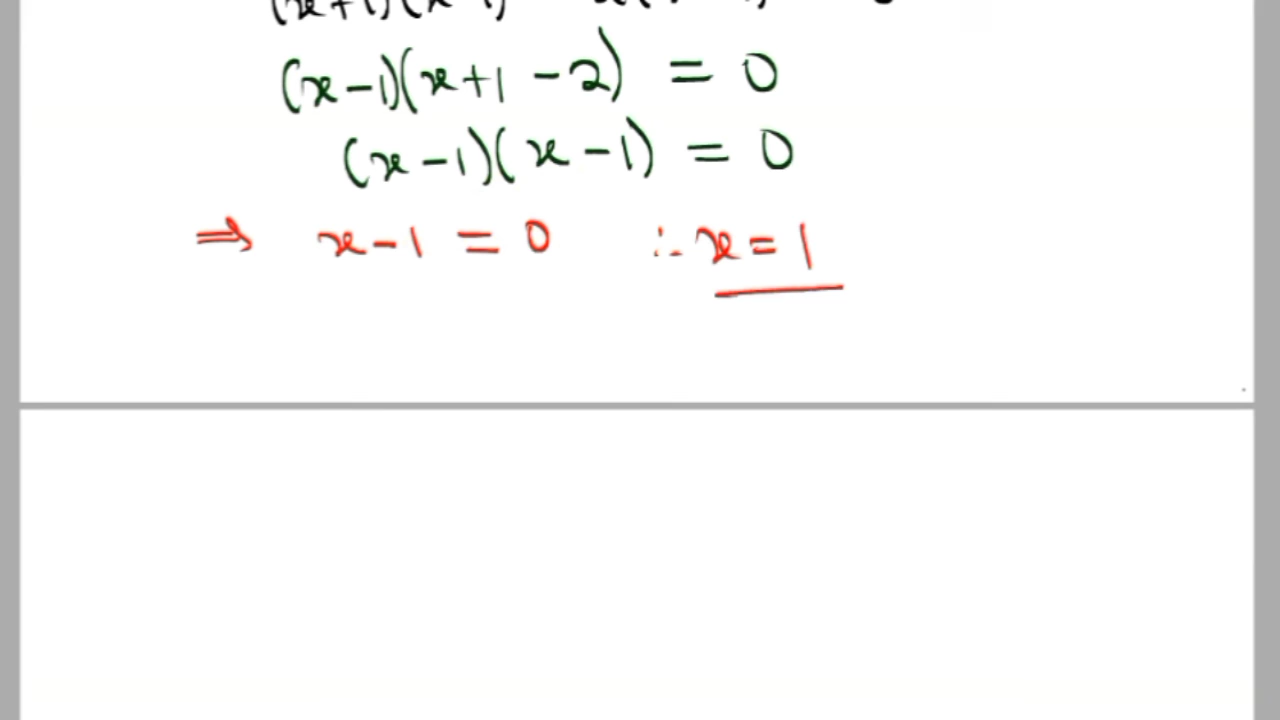 (x-1)(x+1-2) = 0
(x-1)(x-1) = 0
⇒ x-1 = 0 ∴ x = 1